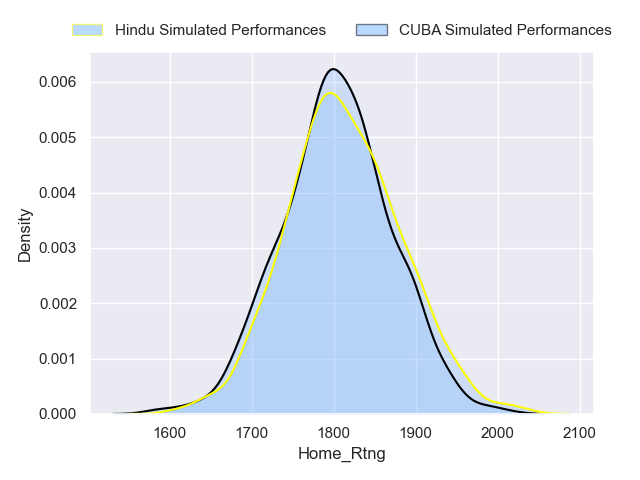 Hindu Simulated Performances CUBA Simulated Performances
0.006
0.005
0.004
0.003
0.002
0.001
0.000
Density
1600 1700 1800 1900 2000 2100
Home_Rtng